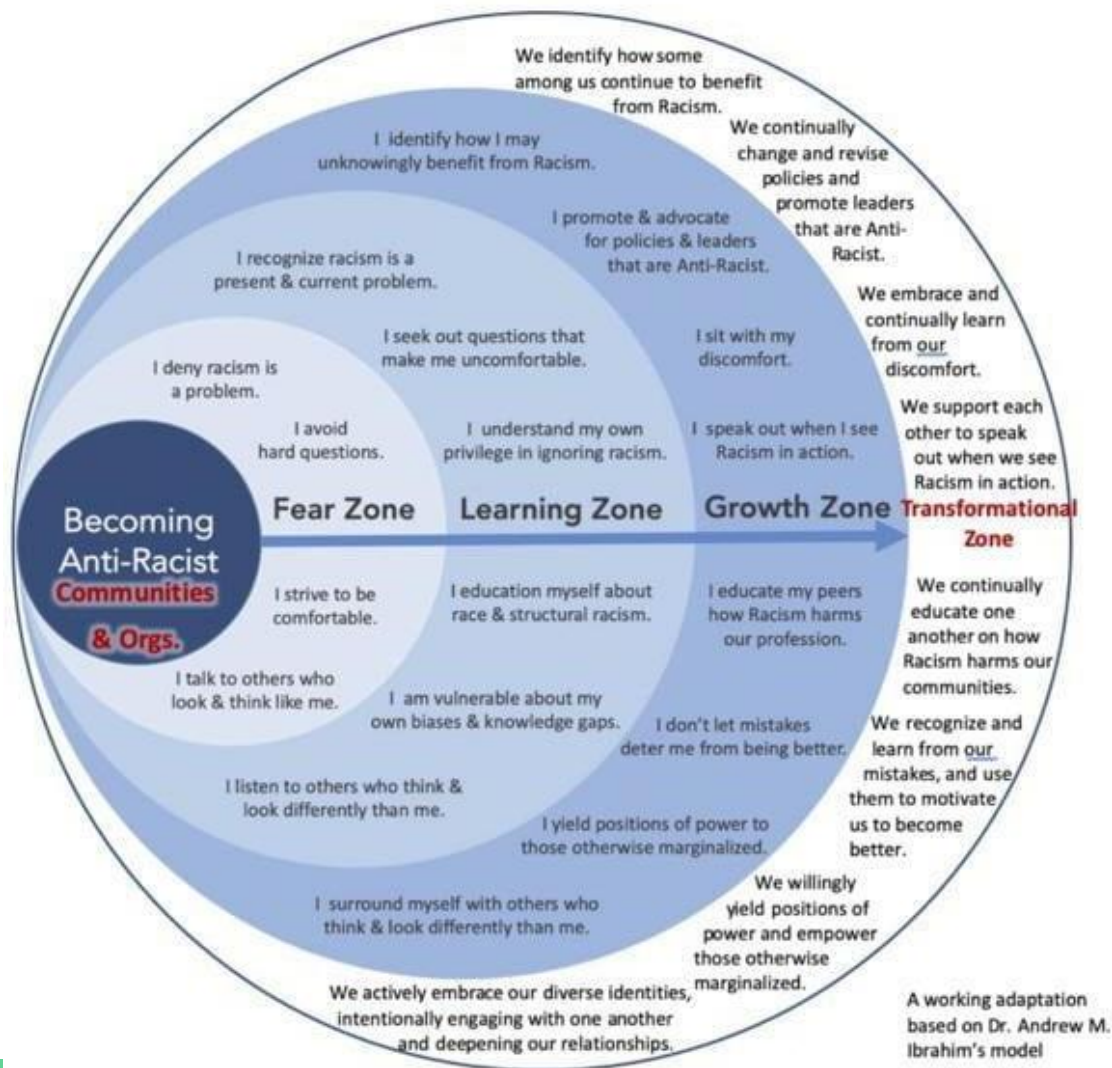 We identify how some
among us continue to benefit
from Racism.
I identify how I may
unknowingly benefit from Racism.
We continually
change and revise
policies and
promote leaders
that are Anti-
Racist.
I promote & advocate
for policies & leaders
that are Anti-Racist.
I recognize racism is a
present & current problem.
We embrace and
continually learn
from our
discomfort.
I seek out questions that
make me uncomfortable.
I sit with my
discomfort.
I deny racism is
a problem.
We support each
other to speak
out when we see
Racism in action.
I avoid
hard questions.
I understand my own
privilege in ignoring racism.
I speak out when I see
Racism in action.
Becoming
Anti-Racist
Communities
& Orgs.
Fear Zone
Learning Zone
Growth Zone
Transformational
Zone
I strive to be
comfortable.
I education myself about
race & structural racism.
I educate my peers
how Racism harms
our profession.
We continually
educate one
another on how
Racism harms our
communities.
I talk to others who
look & think like me.
I am vulnerable about my
own biases & knowledge gaps.
I don't let mistakes
deter me from being better.
We recognize and
learn from our
mistakes, and use
them to motivate
us to become
better.
I listen to others who think &
look differently than me.
I yield positions of power to
those otherwise marginalized.
I surround myself with others who
think & look differently than me.
We willingly
yield positions of
power and empower
those otherwise
marginalized.
We actively embrace our diverse identities,
intentionally engaging with one another
and deepening our relationships.
A working adaptation
based on Dr. Andrew M.
Ibrahim's model